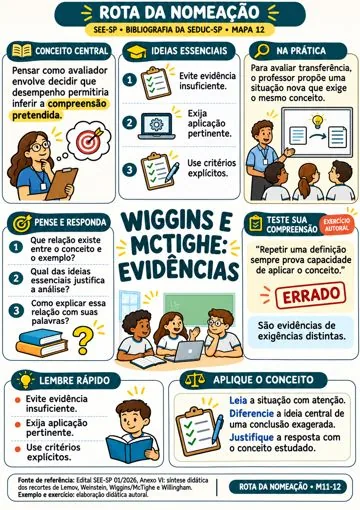 ROTA DA NOMEAÇÃO
SEE-SP • BIBLIOGRAFIA DA SEDUC-SP • MAPA 12
CONCEITO CENTRAL
Pensar como avaliador
envolve decidir que
desempenho permitiria
inferir a compreensão
pretendida.
IDEIAS ESSENCIAIS
1
Evite evidência
insuficiente.
2
Exija
aplicação
pertinente.
3
Use critérios
explícitos.
NA PRÁTICA
Para avaliar transferência,
o professor propõe uma
situação nova que exige
o mesmo conceito.
PENSE E RESPONDA
1
Que relação existe
entre o conceito e
o exemplo?
2
Qual das ideias
essenciais justifica
a análise?
3
Como explicar essa
relação com suas
palavras?
?
WIGGINS E
MCTIGHE:
EVIDÊNCIAS
TESTE SUA
COMPREENSÃO
EXERCÍCIO
AUTORAL
"Repetir uma definição
sempre prova capacidade
de aplicar o conceito."
ERRADO
São evidências de
exigências distintas.
LEMBRE RÁPIDO
• Evite evidência
insuficiente.
• Exija aplicação
pertinente.
• Use critérios
explícitos.
APLIQUE O CONCEITO
Leia a situação com atenção.
Diferencie a ideia central de
uma conclusão exagerada.
Justifique a resposta com
o conceito estudado.
Fonte de referência: Edital SEE-SP 01/2026, Anexo VI: síntese didática
dos recortes de Lemov, Weinstein, Wiggins/McTighe e Willingham.
Exemplo e exercício: elaboração didática autoral.
ROTA DA NOMEAÇÃO • M11-12